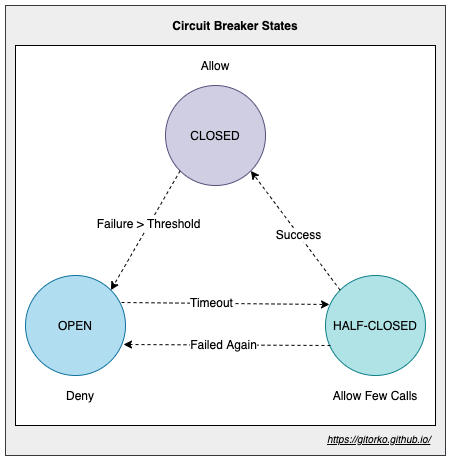 Circuit Breaker States
Allow
CLOSED
Failure > Threshold
Success
OPEN
Timeout
HALF-CLOSED
Failed Again
Deny
Allow Few Calls
https://gitorko.github.io/